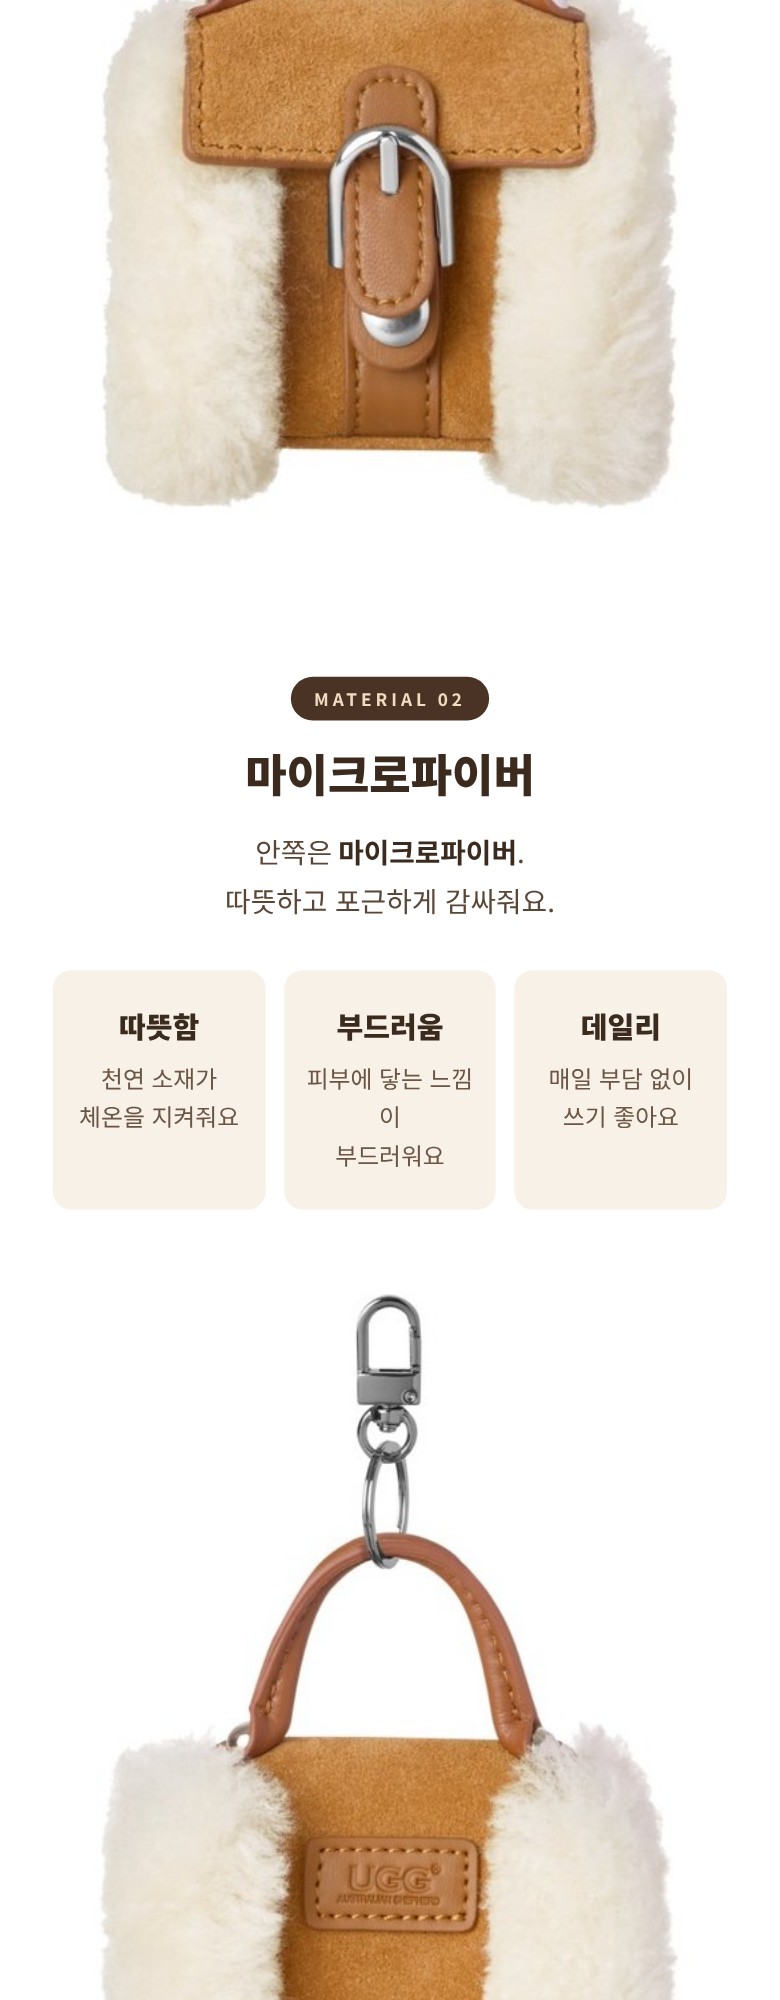 MATERIAL 02
마이크로파이버
안쪽은 마이크로파이버.
따뜻하고 포근하게 감싸줘요.
따뜻함
천연 소재가
체온을 지켜줘요
부드러움
피부에 닿는 느낌
이
부드러워요
데일리
매일 부담 없이
쓰기 좋아요
UGG®
AUSTRALIAN SHEPHERD